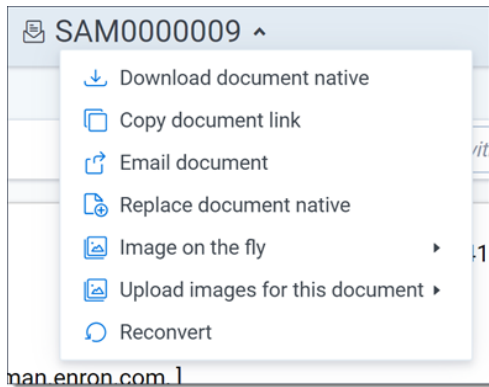 SAM0000009
Download document native
Copy document link
Email document
Replace document native
Image on the fly
Upload images for this document
Reconvert
man.enron.com, ]